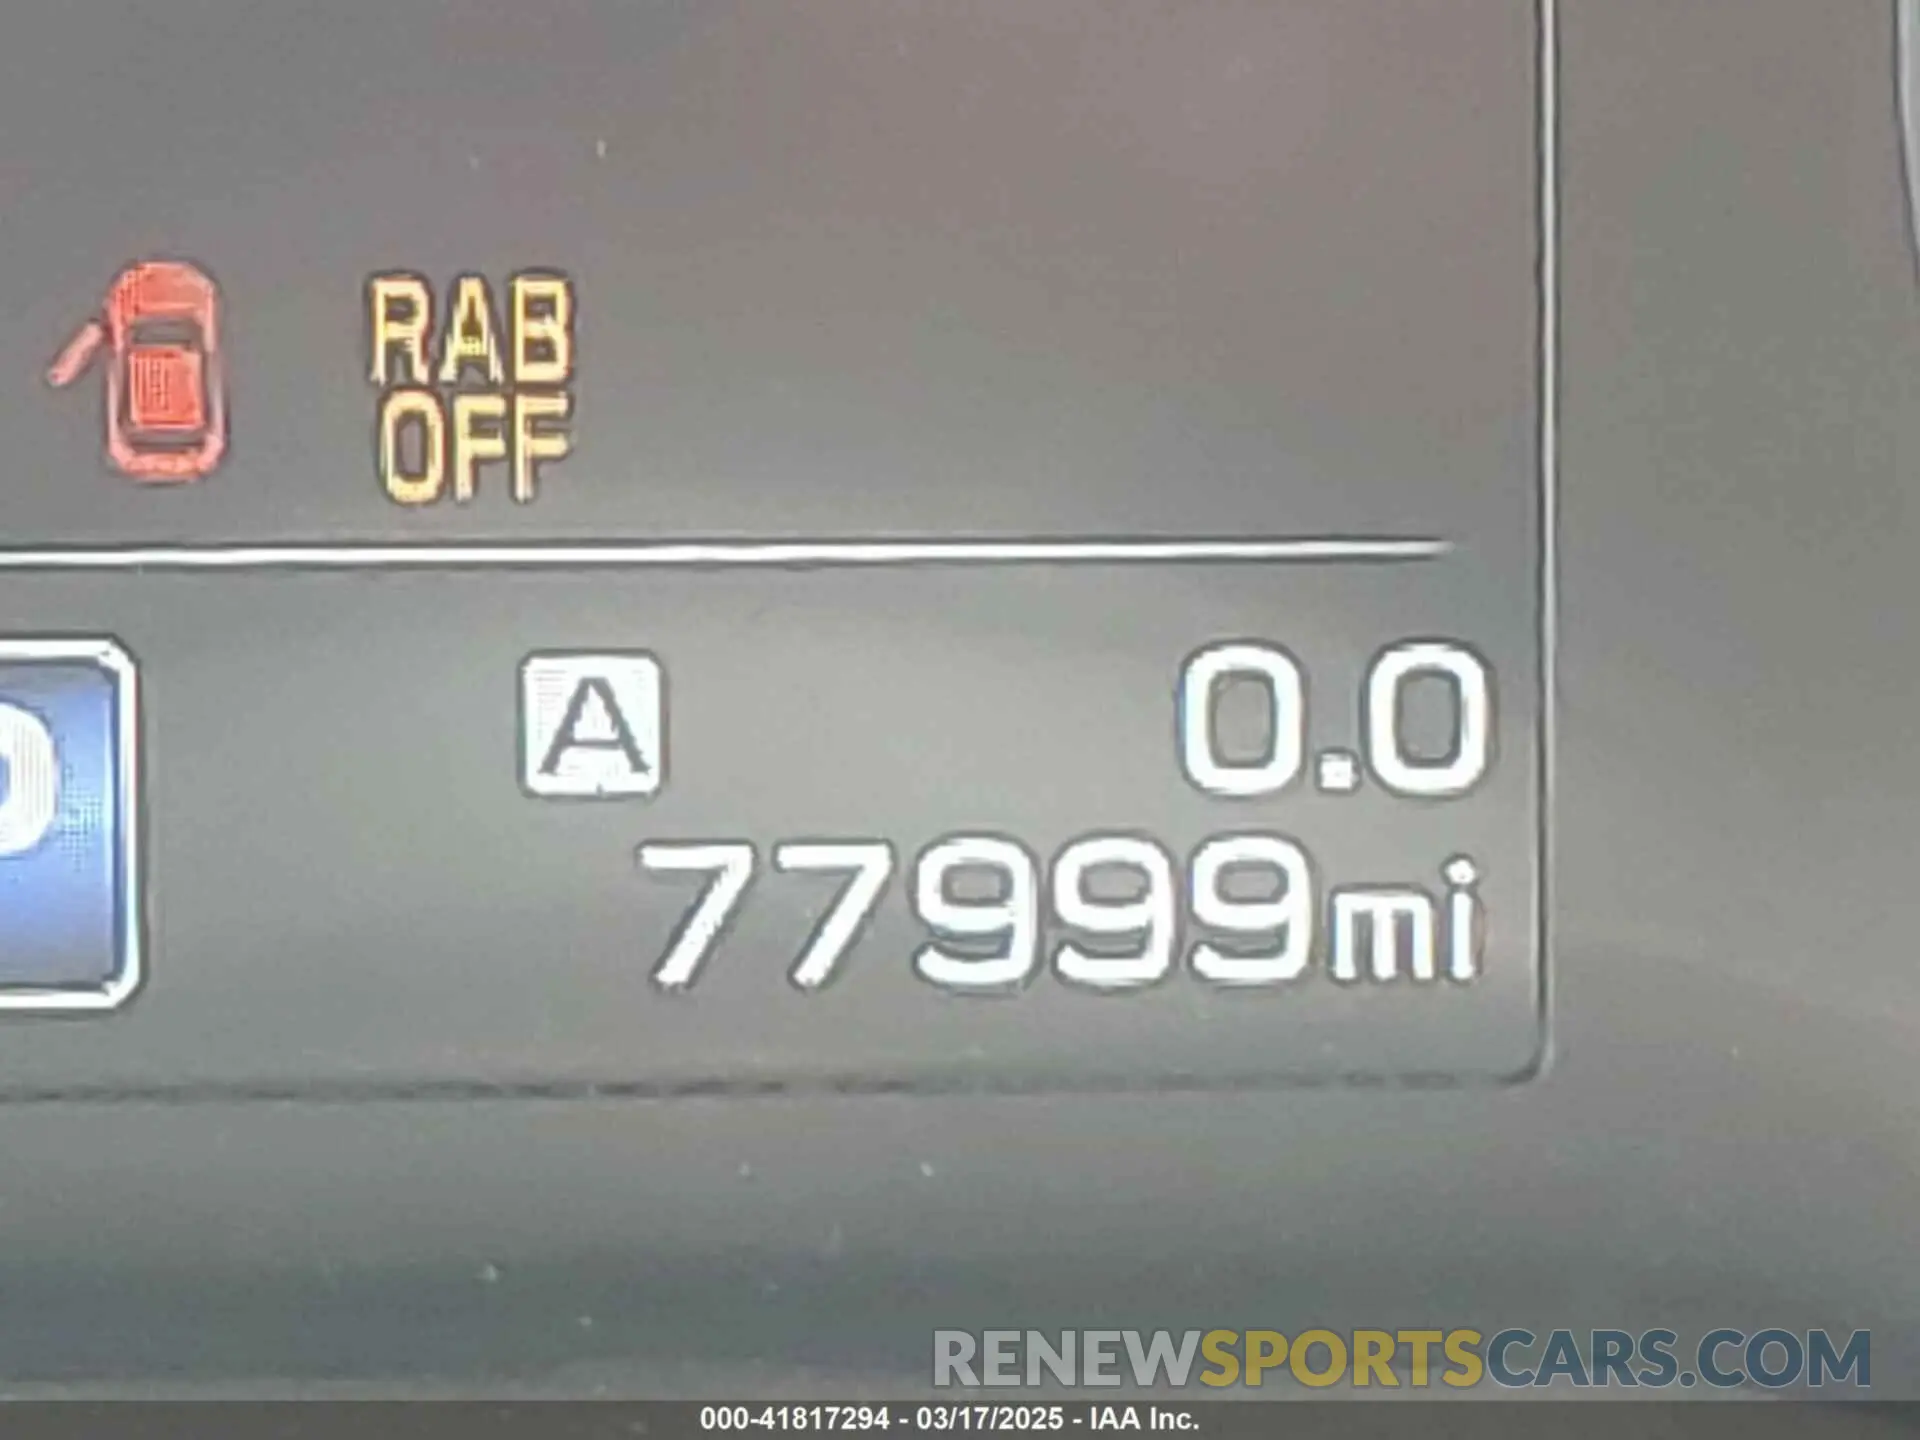 RAB
OFF
A 0.0
77999mi
RENEWSPORTSCARS.COM
000-41817294 - 03/17/2025 - IAA Inc.